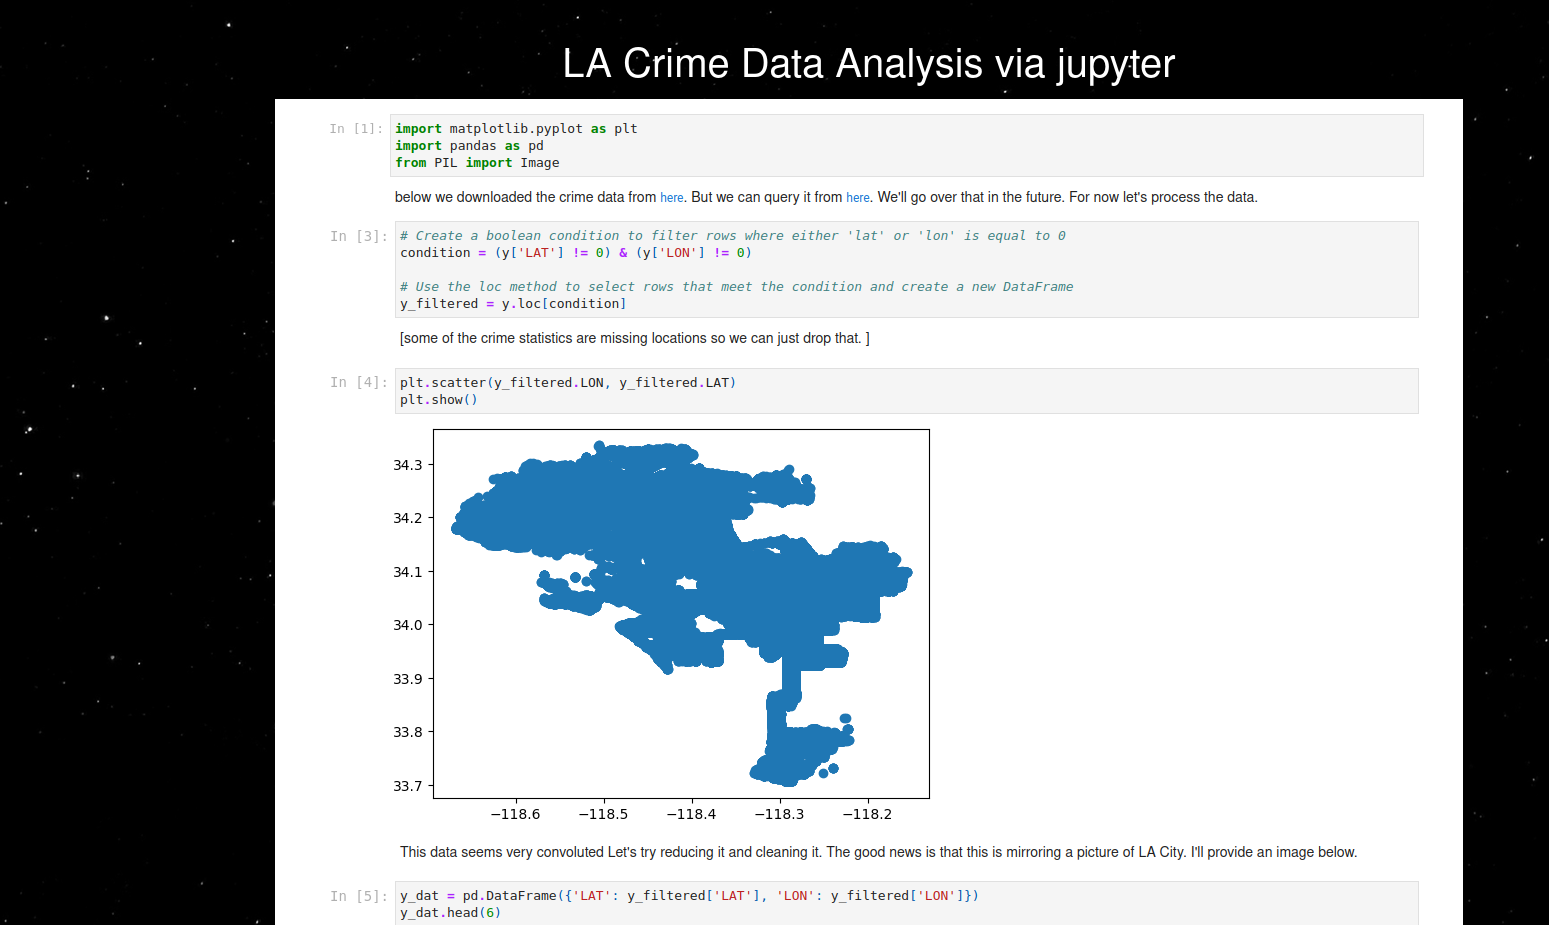 LA Crime Data Analysis via jupyter
In [1]:
import matplotlib.pyplot as plt
import pandas as pd
from PIL import Image
below we downloaded the crime data from here. But we can query it from here. We'll go over that in the future. For now let's process the data.
In [3]:
# Create a boolean condition to filter rows where either 'lat' or 'lon' is equal to 0
condition = (y['LAT'] != 0) & (y['LON'] != 0)
# Use the loc method to select rows that meet the condition and create a new DataFrame
y_filtered = y.loc[condition]
[some of the crime statistics are missing locations so we can just drop that. ]
In [4]:
plt.scatter(y_filtered.LON, y_filtered.LAT)
plt.show()
34.3
34.2
34.1
34.0
33.9
33.8
33.7
−118.6 −118.5 −118.4 −118.3 −118.2
This data seems very convoluted Let's try reducing it and cleaning it. The good news is that this is mirroring a picture of LA City. I'll provide an image below.
In [5]:
y_dat = pd.DataFrame({'LAT': y_filtered['LAT'], 'LON': y_filtered['LON']})
y_dat.head(6)